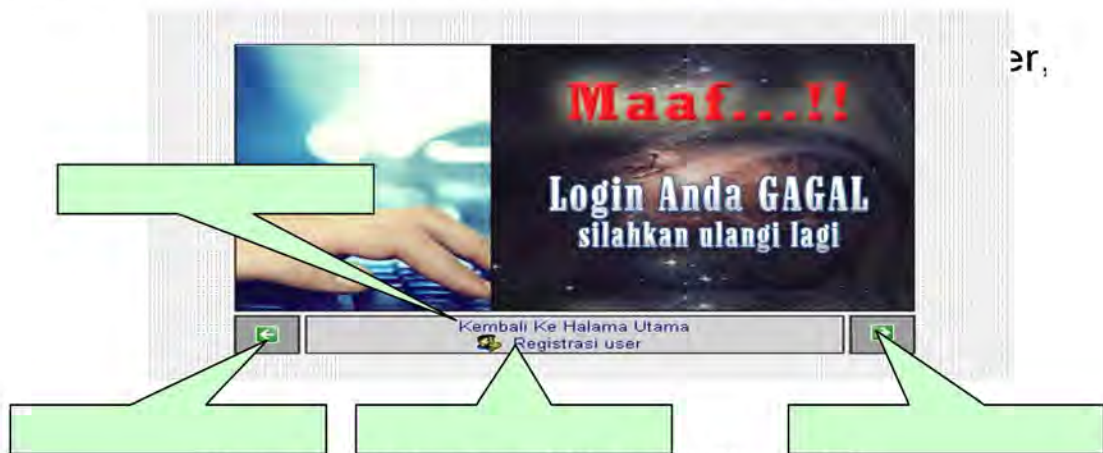 er,
Maaf...!!
Login Anda GAGAL
silahkan ulangi lagi
Kembali Ke Halama Utama
Registrasi user